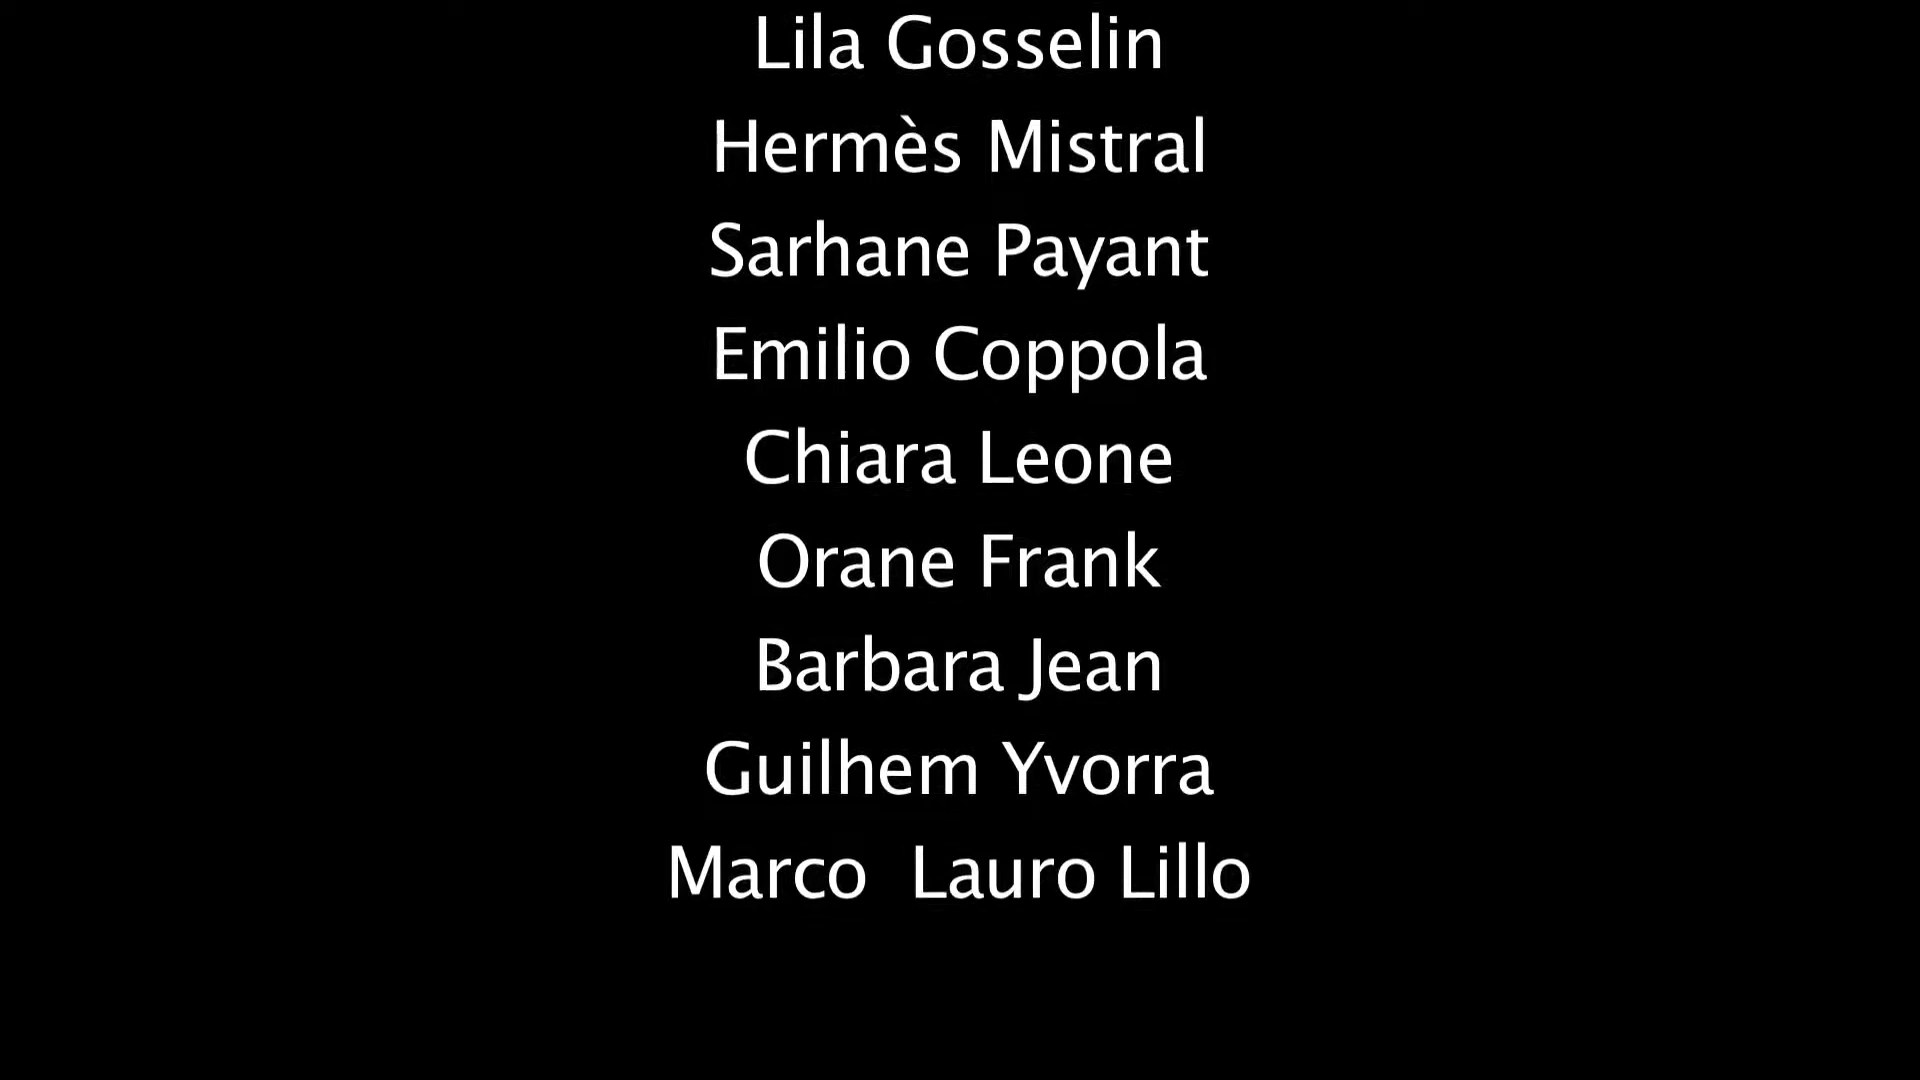 Lila Gosselin
Hermès Mistral
Sarhane Payant
Emilio Coppola
Chiara Leone
Orane Frank
Barbara Jean
Guilhem Yvorra
Marco  Lauro Lillo